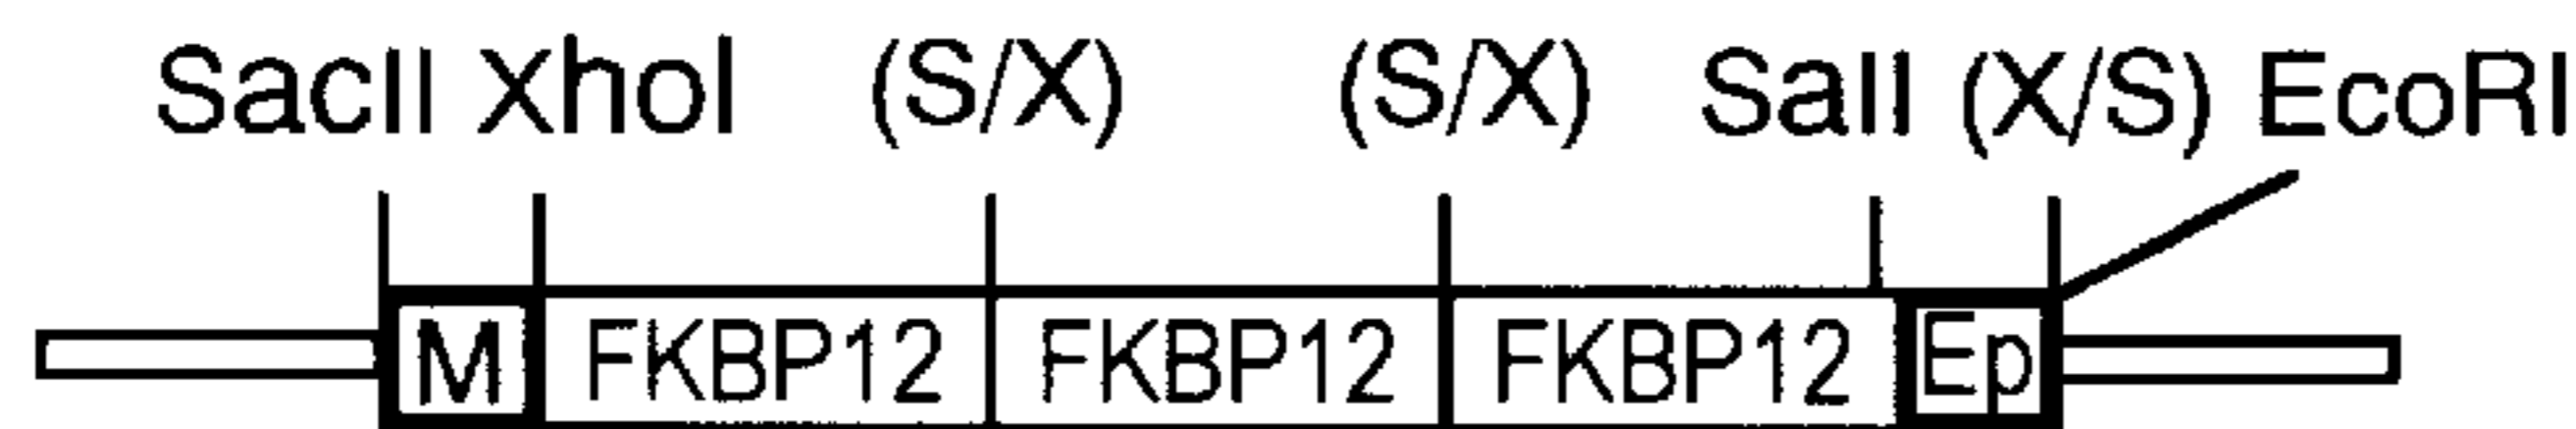 SacII XhoI (S/X) (S/X) SalI (X/S) EcoRI
M FKBP12 FKBP12 FKBP12 Ep